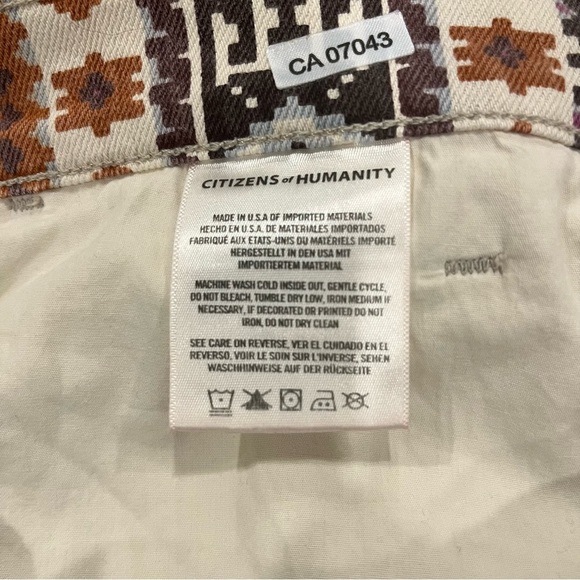 CA 07043
CITIZENS of HUMANITY
MADE IN U.S.A OF IMPORTED MATERIALS
HECHO EN U.S.A. DE MATERIALES IMPORTADOS
FABRIQUÉ AUX ETATS-UNIS DU MATÉRIELS IMPORTÉ
HERGESTELLT IN DEN USA MIT
IMPORTIERTEM MATERIAL
MACHINE WASH COLD INSIDE OUT, GENTLE CYCLE,
DO NOT BLEACH, TUMBLE DRY LOW, IRON MEDIUM IF
NECESSARY, IF DECORATED OR PRINTED DO NOT
IRON, DO NOT DRY CLEAN
SEE CARE ON REVERSE, VER EL CUIDADO EN EL
REVERSO, VOIR LE SOIN SUR L'INVERSE, SEHEN
WASCHHINWEISE AUF DER RÜCKSEITE